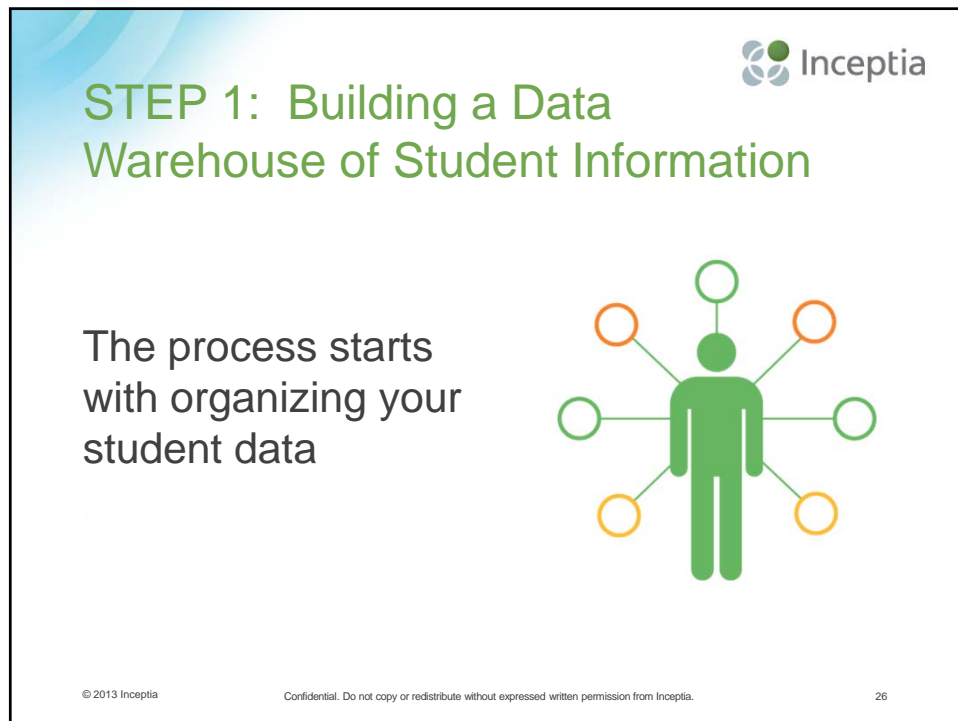 Inceptia
STEP 1:  Building a Data
Warehouse of Student Information
The process starts
with organizing your
student data
© 2013 Inceptia
Confidential. Do not copy or redistribute without expressed written permission from Inceptia.
26